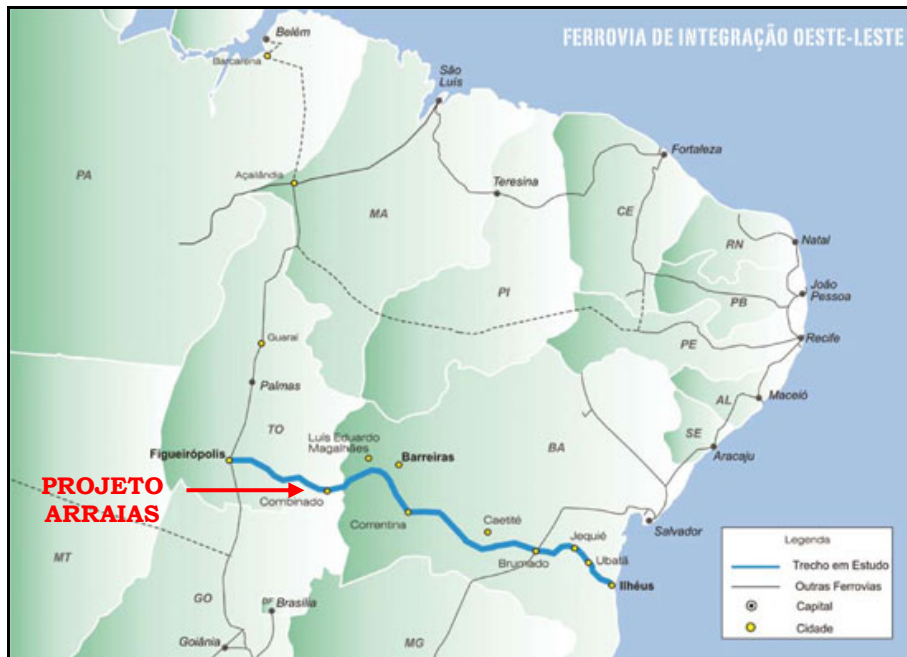 FERROVIA DE INTEGRAÇÃO OESTE-LESTE
Belém
Barcarena
São
Luís
Fortaleza
Açailândia
Teresina
PA
MA
CE
RN
Natal
PI
PB
João
Pessoa
Guaraí
PE
Recife
Palmas
AL
Maceió
TO
Luís Eduardo
Magalhães
BA
SE
Figueirópolis
Barreiras
Aracaju
PROJETO
ARRAIAS
Combinado
Correntina
Caetité
Salvador
Jequié
MT
Brumado
Ubatã
Ilhéus
GO
DF
Brasília
Goiânia
MG
Legenda
Trecho em Estudo
Outras Ferrovias
Capital
Cidade